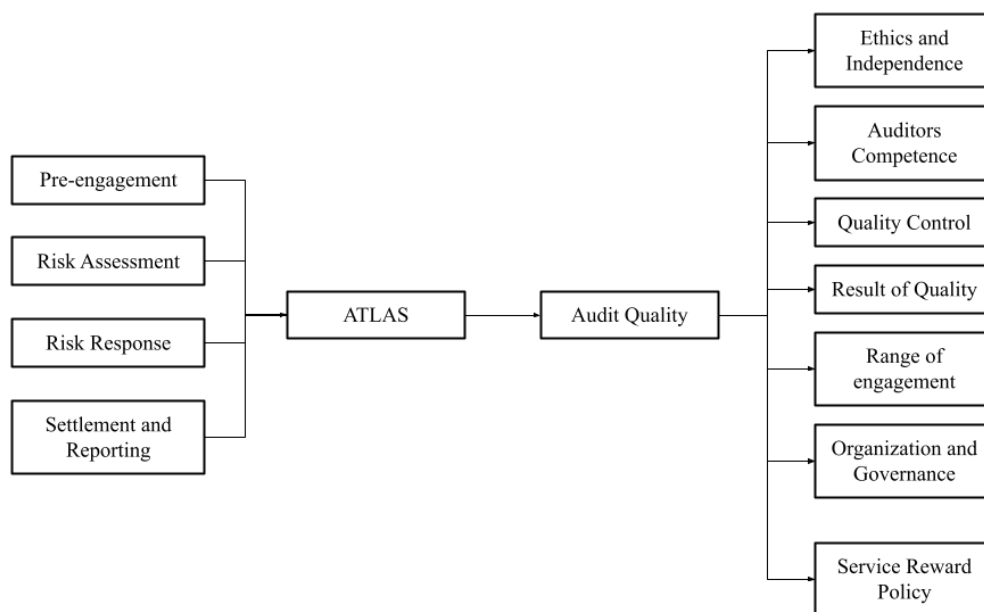 Pre-engagement
Risk Assessment
Risk Response
Settlement and
Reporting
ATLAS
Audit Quality
Ethics and
Independence
Auditors
Competence
Quality Control
Result of Quality
Range of
engagement
Organization and
Governance
Service Reward
Policy